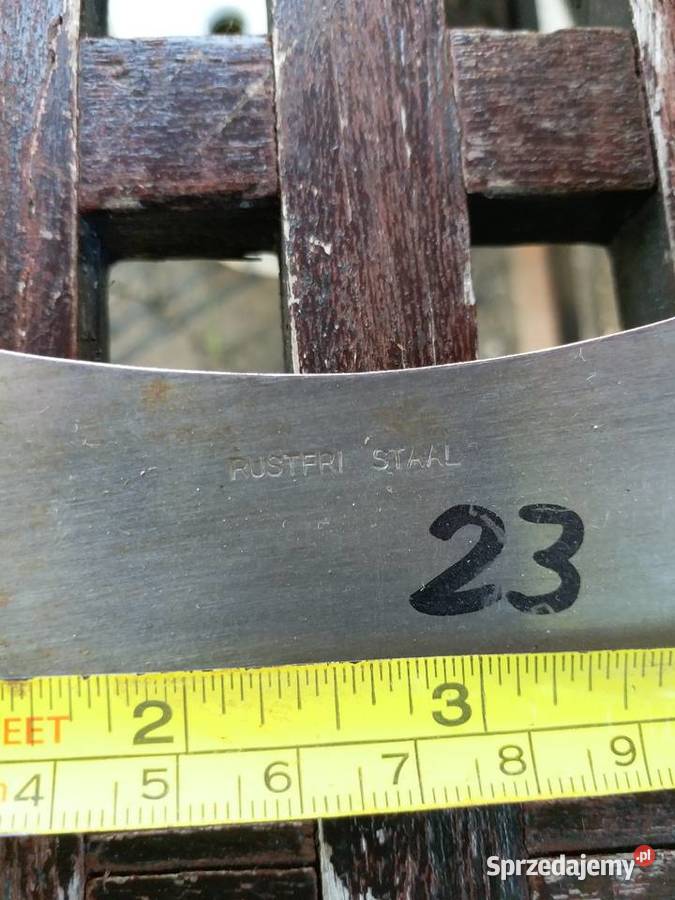 RUSTFRI STAAL
23
EET 2 3
4 5 6 7 8 9
Sprzedajemy.pl